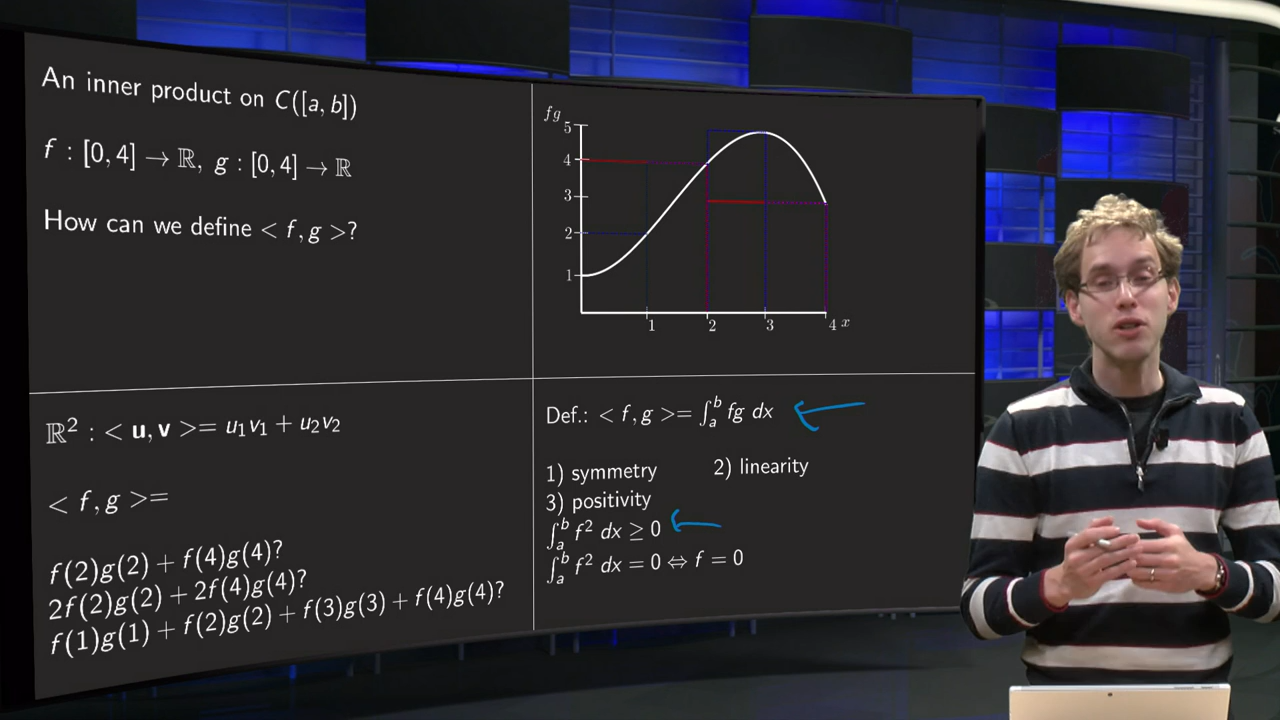 An inner product on C([a, b])
f : [0, 4] → ℝ, g : [0, 4] → ℝ
How can we define < f, g >?
fg
5
4
3
2
1
1 2 3 4 x
ℝ² : < u, v >= u₁v₁ + u₂v₂
< f, g >=
f(2)g(2) + f(4)g(4)?
2f(2)g(2) + 2f(4)g(4)?
f(1)g(1) + f(2)g(2) + f(3)g(3) + f(4)g(4)?
Def.: < f, g >= ∫ₐᵇ fg dx
1) symmetry 2) linearity
3) positivity
∫ₐᵇ f² dx ≥ 0
∫ₐᵇ f² dx = 0 ⇔ f = 0